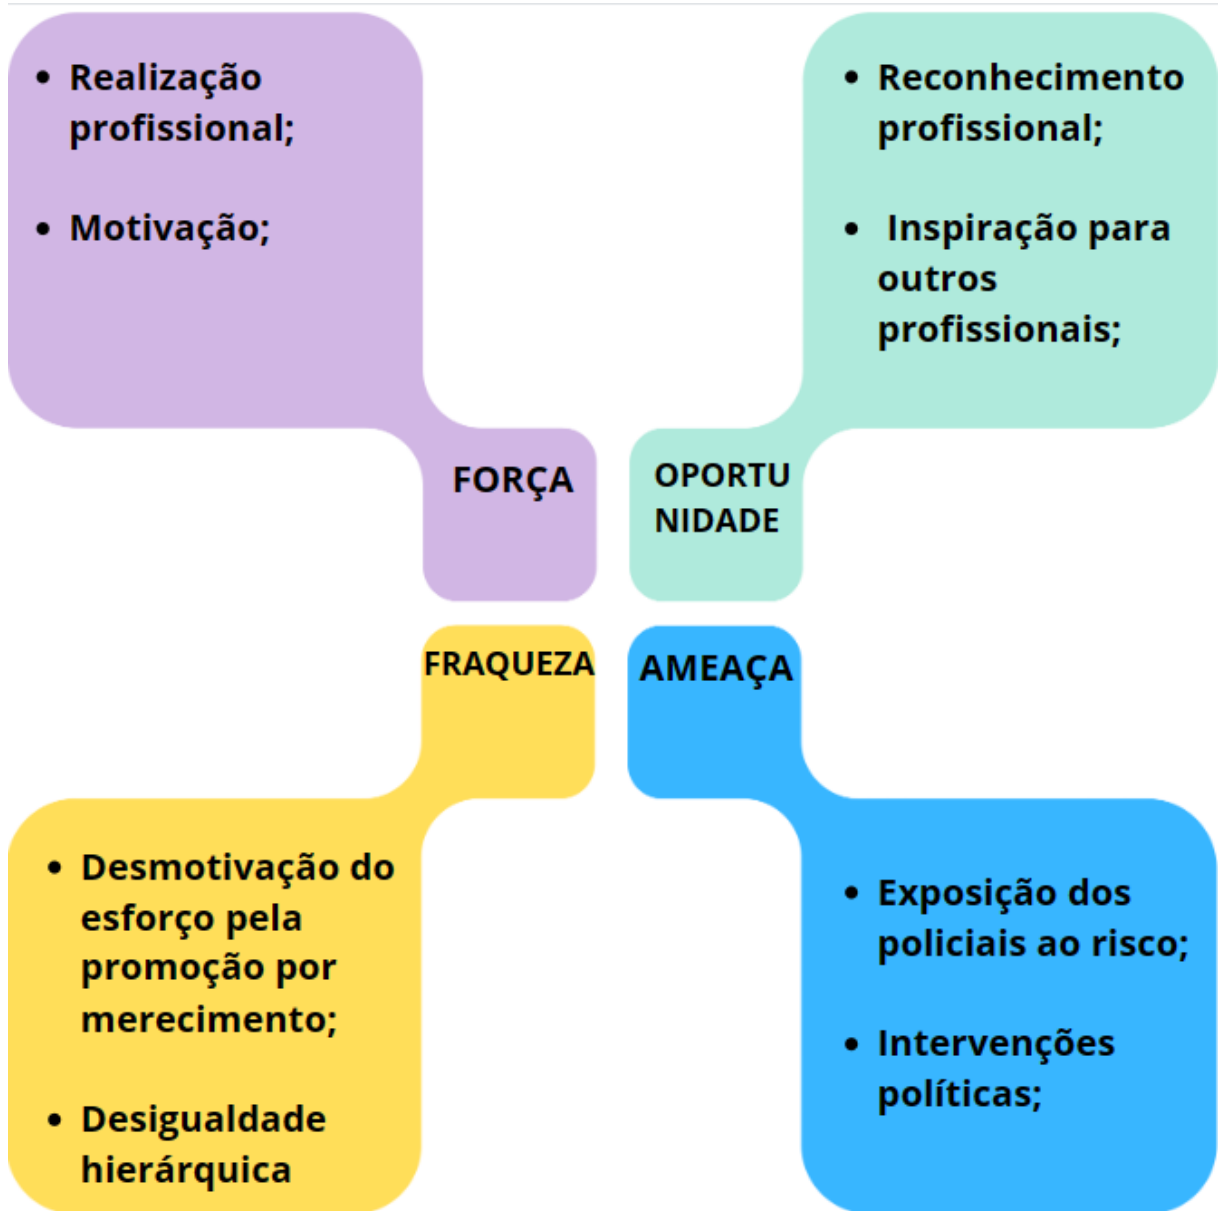 • Realização
profissional;
• Motivação;
• Reconhecimento
profissional;
• Inspiração para
outros
profissionais;
FORÇA
OPORTU
NIDADE
FRAQUEZA
AMEAÇA
• Desmotivação do
esforço pela
promoção por
merecimento;
• Desigualdade
hierárquica
• Exposição dos
policiais ao risco;
• Intervenções
políticas;